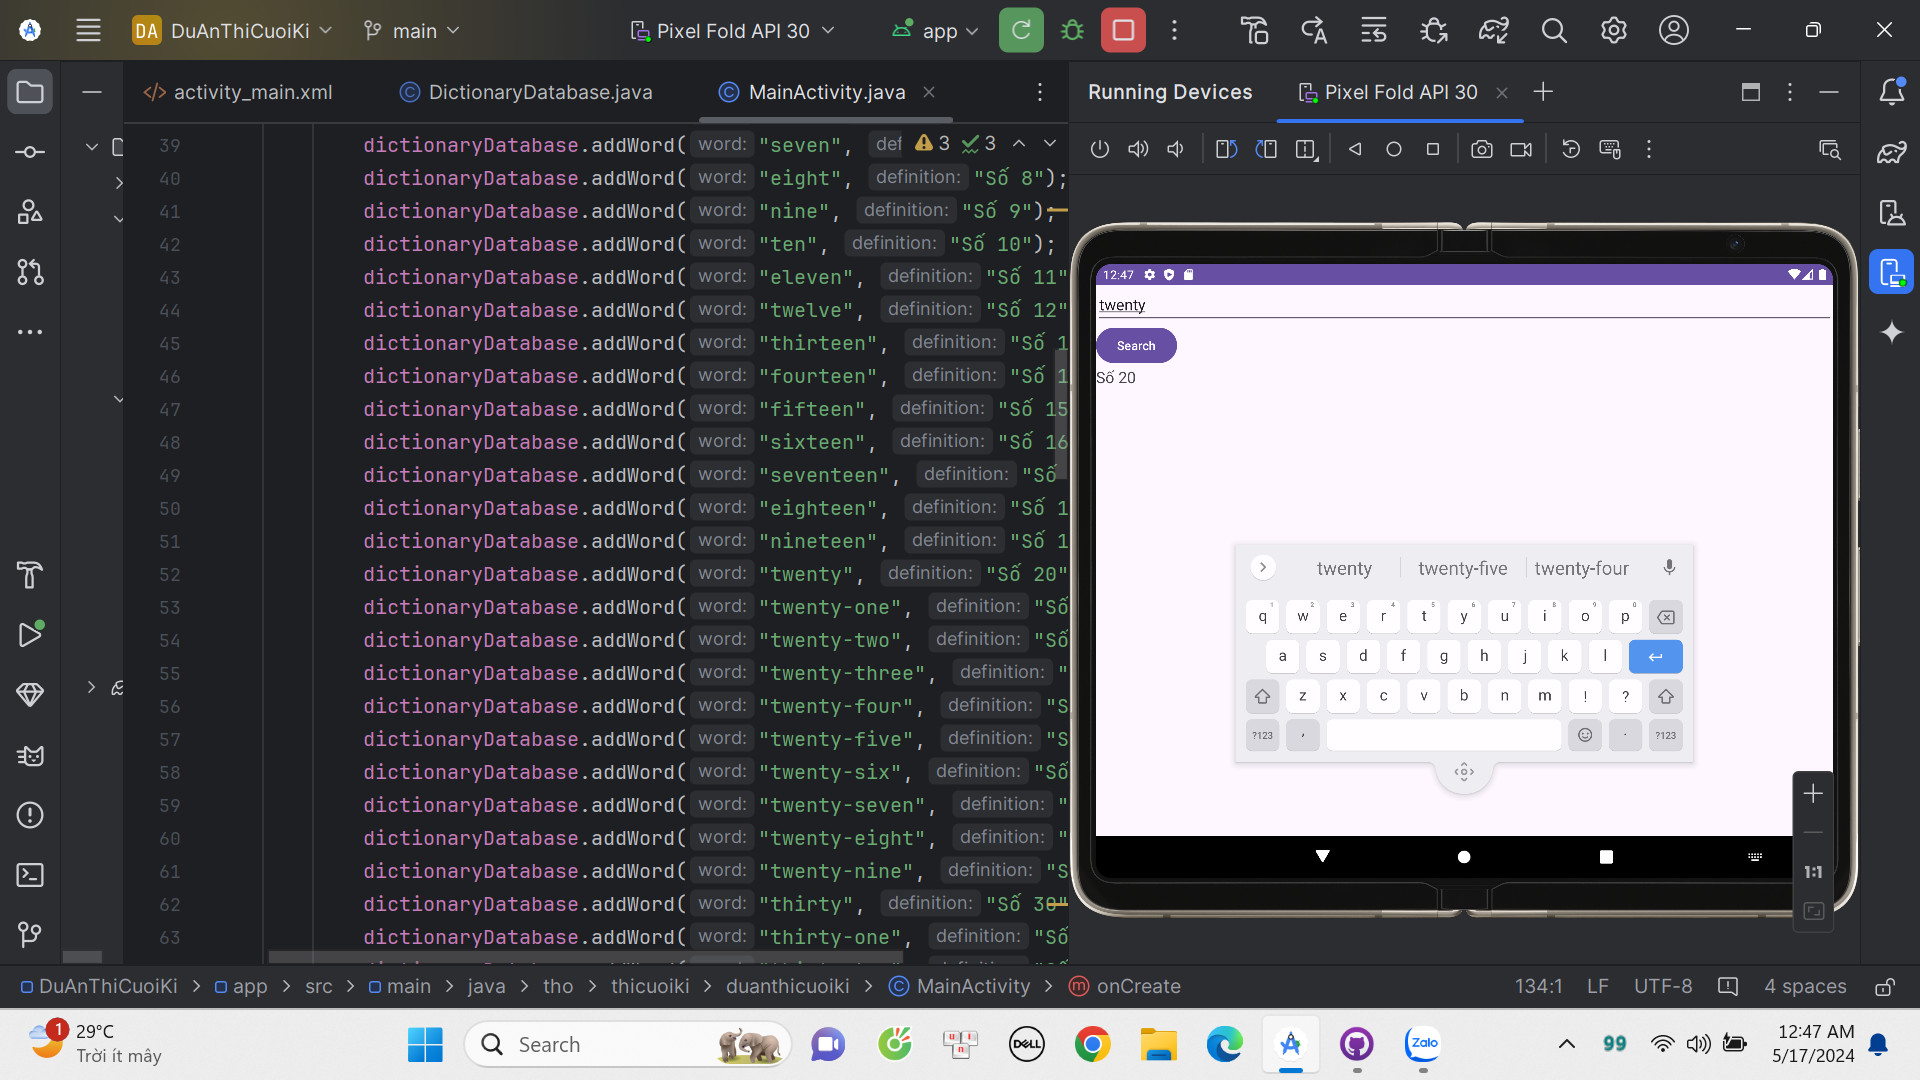 DA DuAnThiCuoiKi main Pixel Fold API 30 app
activity_main.xml DictionaryDatabase.java MainActivity.java Running Devices Pixel Fold API 30
39 dictionaryDatabase.addWord( word: "seven", def 3 3
40 dictionaryDatabase.addWord( word: "eight", definition: "Số 8");
41 dictionaryDatabase.addWord( word: "nine", definition: "Số 9");
42 dictionaryDatabase.addWord( word: "ten", definition: "Số 10");
43 dictionaryDatabase.addWord( word: "eleven", definition: "Số 11"
44 dictionaryDatabase.addWord( word: "twelve", definition: "Số 12"
45 dictionaryDatabase.addWord( word: "thirteen", definition: "Số 1
46 dictionaryDatabase.addWord( word: "fourteen", definition: "Số 1
47 dictionaryDatabase.addWord( word: "fifteen", definition: "Số 15
48 dictionaryDatabase.addWord( word: "sixteen", definition: "Số 16
49 dictionaryDatabase.addWord( word: "seventeen", definition: "Số
50 dictionaryDatabase.addWord( word: "eighteen", definition: "Số 1
51 dictionaryDatabase.addWord( word: "nineteen", definition: "Số 1
52 dictionaryDatabase.addWord( word: "twenty", definition: "Số 20"
53 dictionaryDatabase.addWord( word: "twenty-one", definition: "Số
54 dictionaryDatabase.addWord( word: "twenty-two", definition: "Số
55 dictionaryDatabase.addWord( word: "twenty-three", definition: "
56 dictionaryDatabase.addWord( word: "twenty-four", definition: "S
57 dictionaryDatabase.addWord( word: "twenty-five", definition: "S
58 dictionaryDatabase.addWord( word: "twenty-six", definition: "Số
59 dictionaryDatabase.addWord( word: "twenty-seven", definition: "
60 dictionaryDatabase.addWord( word: "twenty-eight", definition: "
61 dictionaryDatabase.addWord( word: "twenty-nine", definition: "S
62 dictionaryDatabase.addWord( word: "thirty", definition: "Số 30"
63 dictionaryDatabase.addWord( word: "thirty-one", definition: "Số
12:47
twenty
Search
Số 20
twenty twenty-five twenty-four
q w e r t y u i o p
1 2 3 4 5 6 7 8 9 0
a s d f g h j k l
z x c v b n m ! ?
?123 , . ?123
1:1
DuAnThiCuoiKi > app > src > main > java > tho > thicuoiki > duanthicuoiki > MainActivity > onCreate 134:1 LF UTF-8 4 spaces
1 29°C
Trời ít mây
Search
DELL
Zalo
99
12:47 AM
5/17/2024